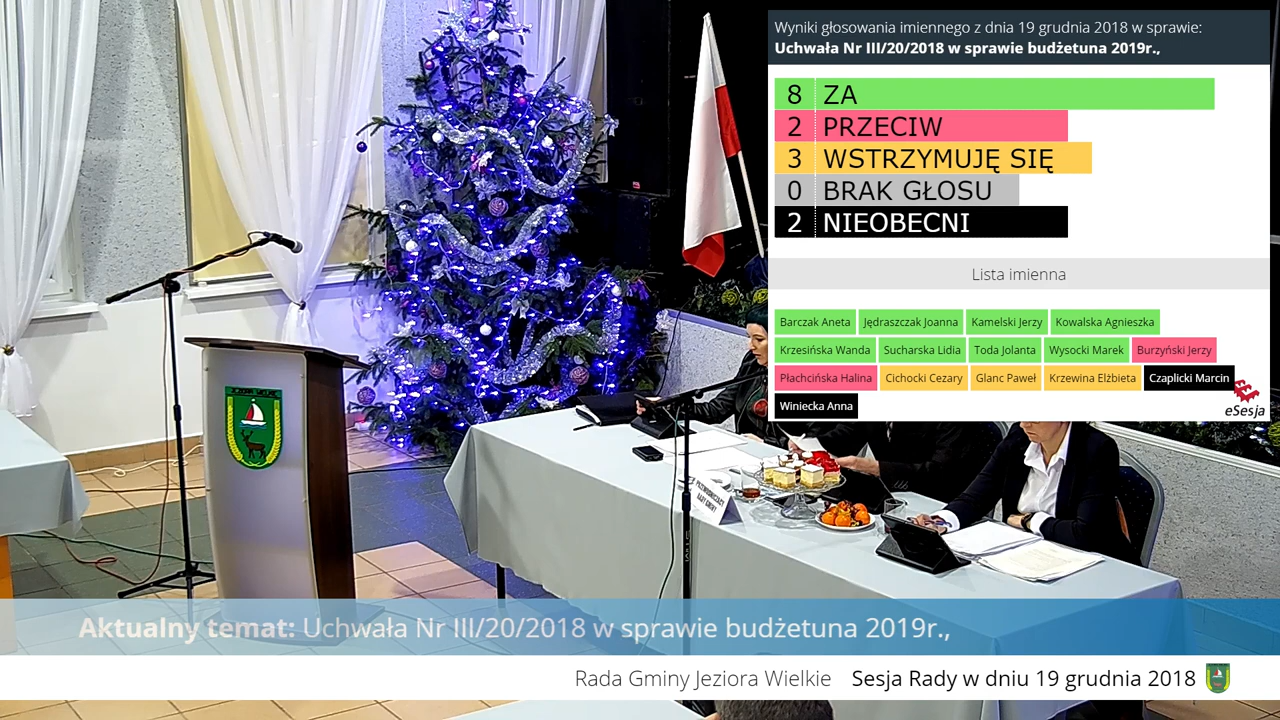 Wyniki głosowania imiennego z dnia 19 grudnia 2018 w sprawie:
Uchwała Nr III/20/2018 w sprawie budżetuna 2019r.,
8 ZA
2 PRZECIW
3 WSTRZYMUJĘ SIĘ
0 BRAK GŁOSU
2 NIEOBECNI
Lista imienna
Barczak Aneta Jędraszczak Joanna Kamelski Jerzy Kowalska Agnieszka
Krzesińska Wanda Sucharska Lidia Toda Jolanta Wysocki Marek Burzyński Jerzy
Płachcińska Halina Cichocki Cezary Glanc Paweł Krzewina Elżbieta Czaplicki Marcin
Winiecka Anna
eSesja
PRZEWODNICZĄCY
RADY GMINY
Aktualny temat: Uchwała Nr III/20/2018 w sprawie budżetuna 2019r.,
Rada Gminy Jeziora Wielkie Sesja Rady w dniu 19 grudnia 2018